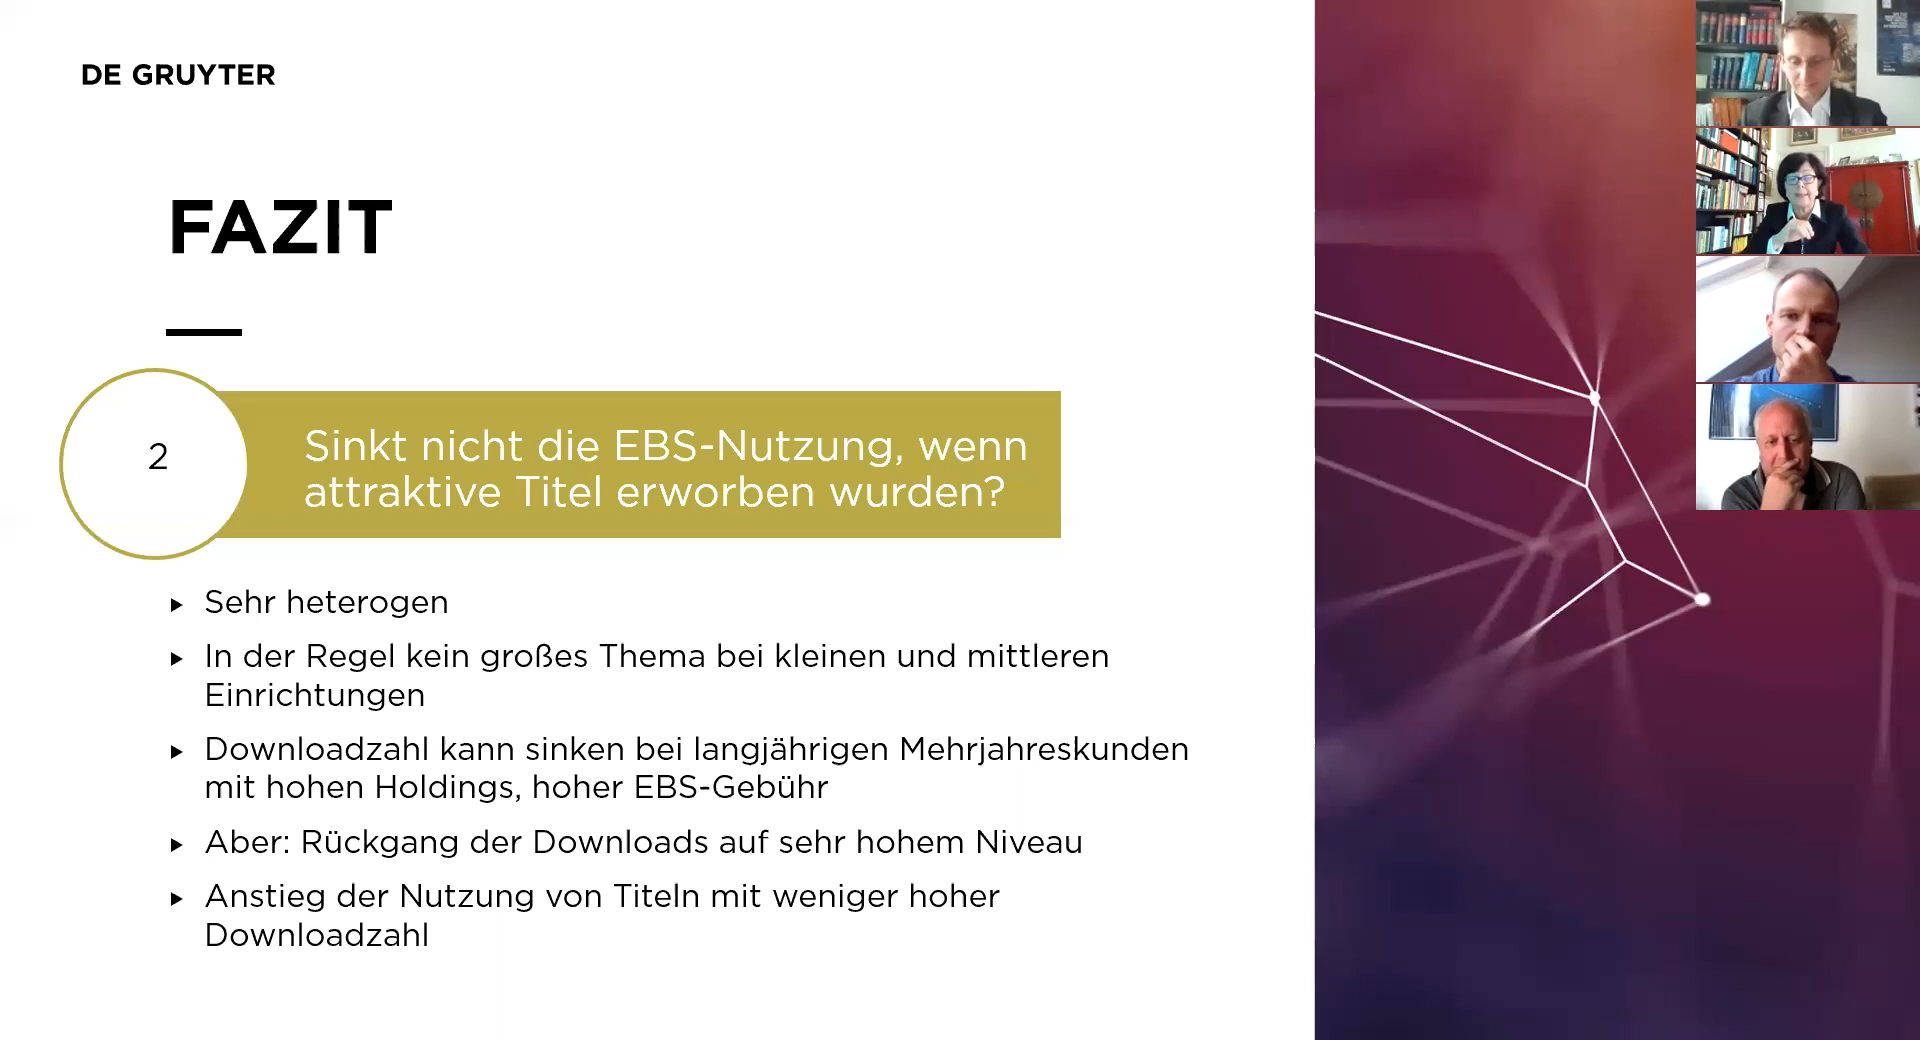 DE GRUYTER
FAZIT
2
Sinkt nicht die EBS-Nutzung, wenn
attraktive Titel erworben wurden?
▸ Sehr heterogen
▸ In der Regel kein großes Thema bei kleinen und mittleren
Einrichtungen
▸ Downloadzahl kann sinken bei langjährigen Mehrjahreskunden
mit hohen Holdings, hoher EBS-Gebühr
▸ Aber: Rückgang der Downloads auf sehr hohem Niveau
▸ Anstieg der Nutzung von Titeln mit weniger hoher
Downloadzahl